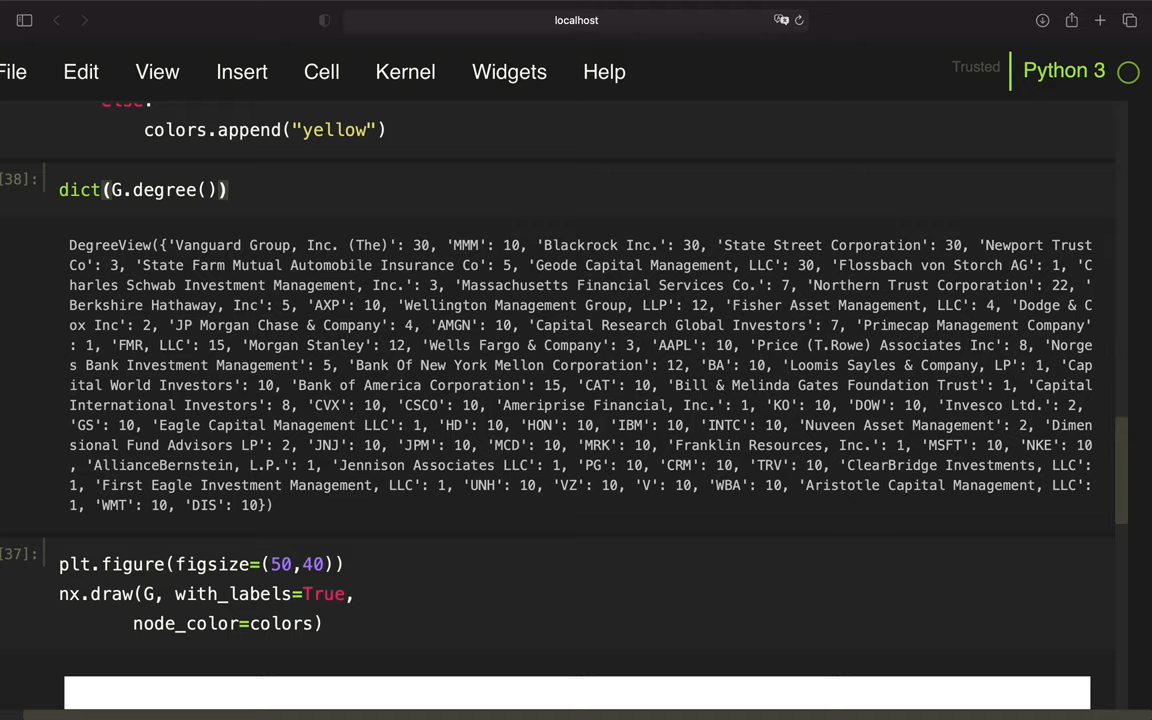 localhost
File Edit View Insert Cell Kernel Widgets Help Trusted Python 3
else:
colors.append("yellow")
[38]:
dict(G.degree())
DegreeView({'Vanguard Group, Inc. (The)': 30, 'MMM': 10, 'Blackrock Inc.': 30, 'State Street Corporation': 30, 'Newport Trust
Co': 3, 'State Farm Mutual Automobile Insurance Co': 5, 'Geode Capital Management, LLC': 30, 'Flossbach von Storch AG': 1, 'C
harles Schwab Investment Management, Inc.': 3, 'Massachusetts Financial Services Co.': 7, 'Northern Trust Corporation': 22, '
Berkshire Hathaway, Inc': 5, 'AXP': 10, 'Wellington Management Group, LLP': 12, 'Fisher Asset Management, LLC': 4, 'Dodge & C
ox Inc': 2, 'JP Morgan Chase & Company': 4, 'AMGN': 10, 'Capital Research Global Investors': 7, 'Primecap Management Company'
: 1, 'FMR, LLC': 15, 'Morgan Stanley': 12, 'Wells Fargo & Company': 3, 'AAPL': 10, 'Price (T.Rowe) Associates Inc': 8, 'Norge
s Bank Investment Management': 5, 'Bank Of New York Mellon Corporation': 12, 'BA': 10, 'Loomis Sayles & Company, LP': 1, 'Cap
ital World Investors': 10, 'Bank of America Corporation': 15, 'CAT': 10, 'Bill & Melinda Gates Foundation Trust': 1, 'Capital
International Investors': 8, 'CVX': 10, 'CSCO': 10, 'Ameriprise Financial, Inc.': 1, 'KO': 10, 'DOW': 10, 'Invesco Ltd.': 2,
'GS': 10, 'Eagle Capital Management LLC': 1, 'HD': 10, 'HON': 10, 'IBM': 10, 'INTC': 10, 'Nuveen Asset Management': 2, 'Dimen
sional Fund Advisors LP': 2, 'JNJ': 10, 'JPM': 10, 'MCD': 10, 'MRK': 10, 'Franklin Resources, Inc.': 1, 'MSFT': 10, 'NKE': 10
, 'AllianceBernstein, L.P.': 1, 'Jennison Associates LLC': 1, 'PG': 10, 'CRM': 10, 'TRV': 10, 'ClearBridge Investments, LLC':
1, 'First Eagle Investment Management, LLC': 1, 'UNH': 10, 'VZ': 10, 'V': 10, 'WBA': 10, 'Aristotle Capital Management, LLC':
1, 'WMT': 10, 'DIS': 10})
[37]:
plt.figure(figsize=(50,40))
nx.draw(G, with_labels=True,
node_color=colors)